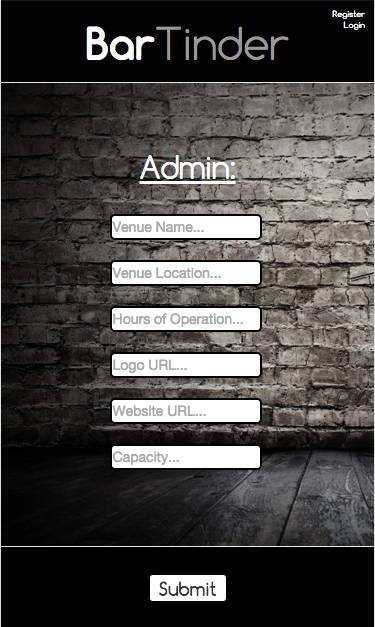 Register
Login
BarTinder
Admin:
Venue Name...
Venue Location...
Hours of Operation...
Logo URL...
Website URL...
Capacity...
Submit